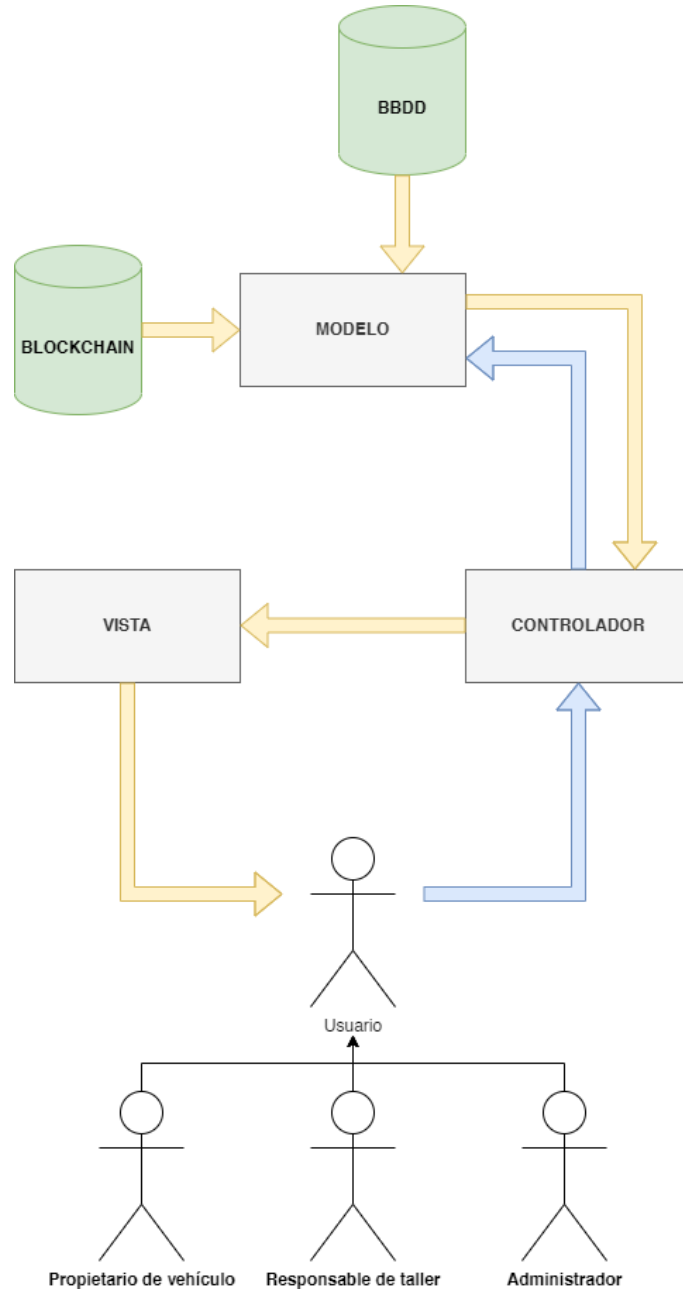 BBDD
MODELO
BLOCKCHAIN
VISTA
CONTROLADOR
Usuario
Propietario de vehículo
Responsable de taller
Administrador